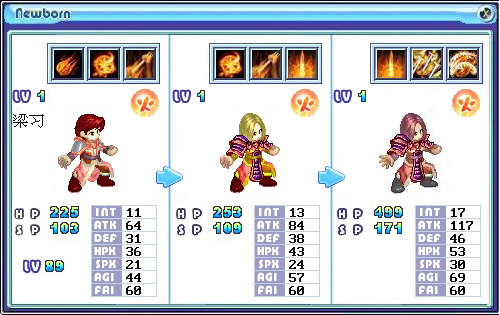 Newborn
LV 1
火
梁习
HP 225
SP 103
LV 89
INT 11
ATK 64
DEF 31
HPX 36
SPX 21
AGI 44
FAI 60
LV 1
火
HP 253
SP 109
INT 13
ATK 84
DEF 38
HPX 43
SPX 24
AGI 57
FAI 60
LV 1
火
HP 499
SP 171
INT 17
ATK 117
DEF 46
HPX 53
SPX 30
AGI 69
FAI 60